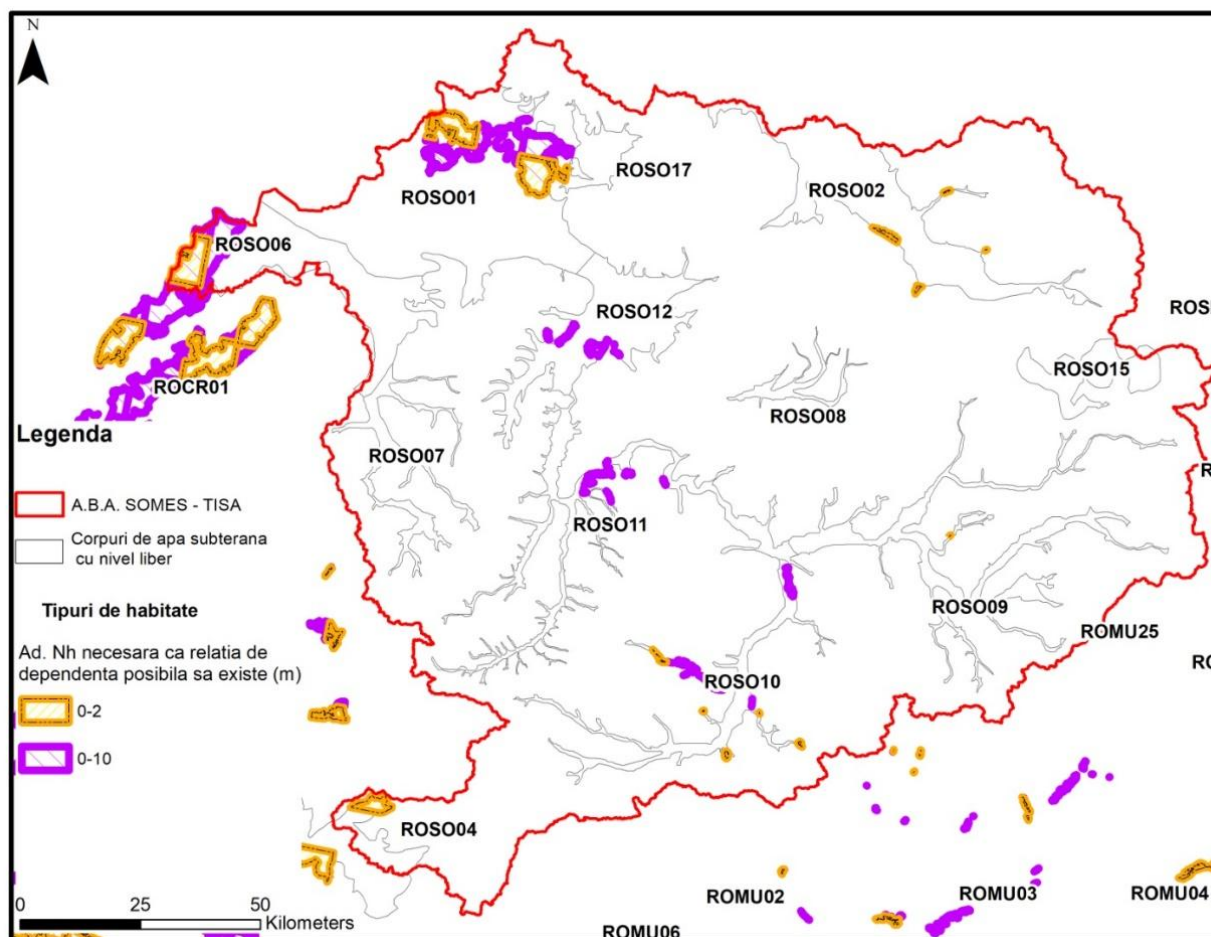 N
ROSO17
ROSO01
ROSO02
ROSO06
ROS
ROSO12
ROSO15
ROCR01
ROSO08
Legenda
ROSO07
R
A.B.A. SOMES - TISA
ROSO11
Corpuri de apa subterana
cu nivel liber
Tipuri de habitate
ROSO09
ROMU25
Ad. Nh necesara ca relatia de
dependenta posibila sa existe (m)
RO
ROSO10
0-2
0-10
ROSO04
ROMU02
ROMU03
ROMU04
0 25 50
Kilometers
ROMU06